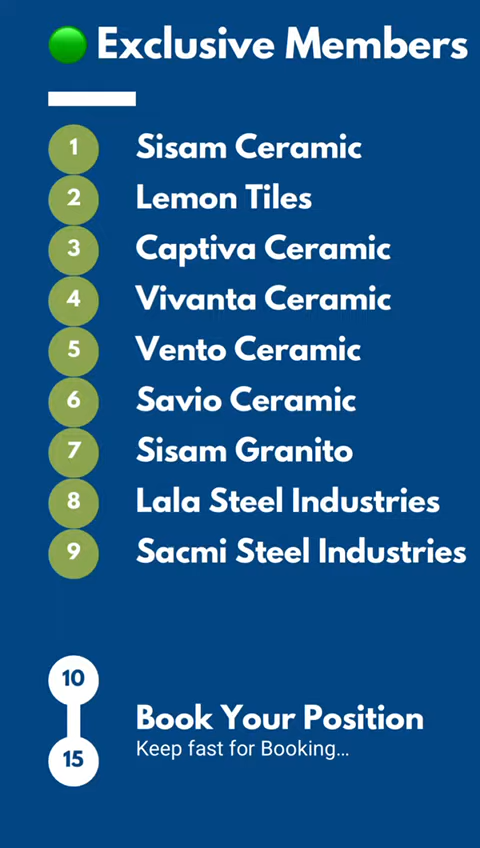 Exclusive Members
1 Sisam Ceramic
2 Lemon Tiles
3 Captiva Ceramic
4 Vivanta Ceramic
5 Vento Ceramic
6 Savio Ceramic
7 Sisam Granito
8 Lala Steel Industries
9 Sacmi Steel Industries
10
Book Your Position
Keep fast for Booking...
15